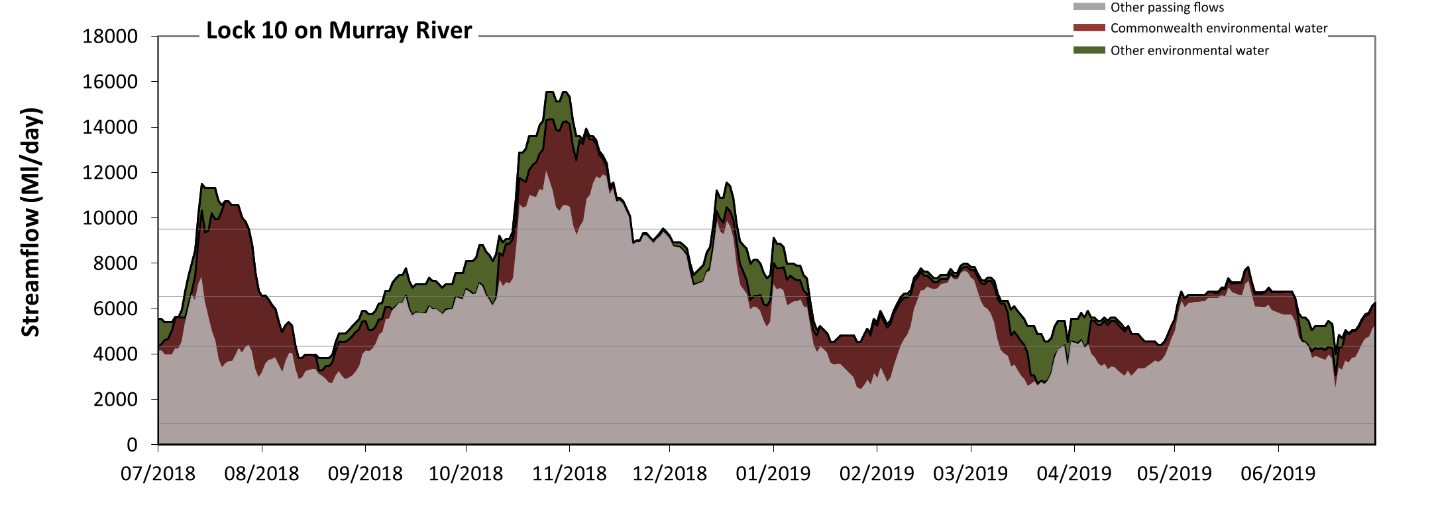 Other passing flows
Lock 10 on Murray River
Commonwealth environmental water
Other environmental water
Streamflow (Ml/day)
18000
16000
14000
12000
10000
8000
6000
4000
2000
0
07/2018 08/2018 09/2018 10/2018 11/2018 12/2018 01/2019 02/2019 03/2019 04/2019 05/2019 06/2019